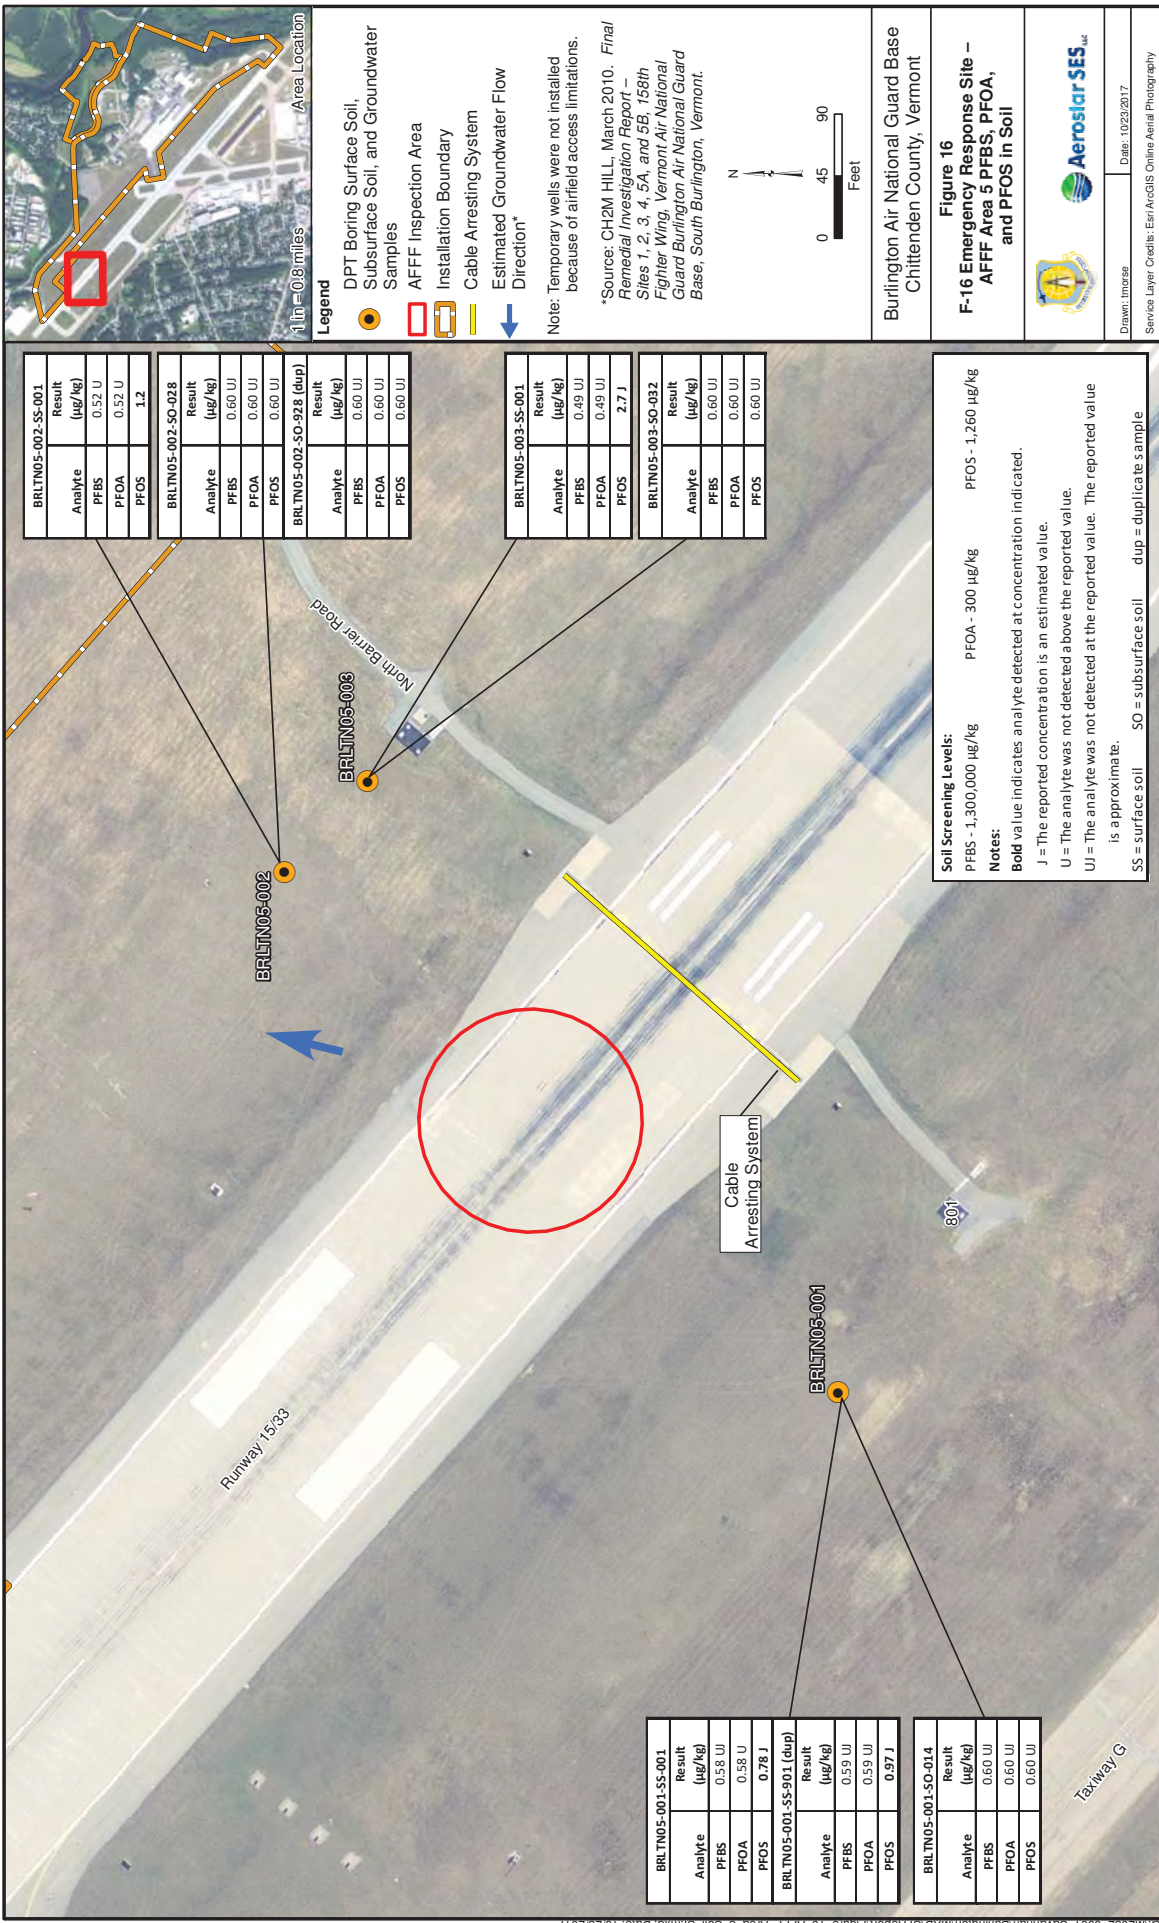 BRLTN05-002-SS-001
Analyte
Result
(µg/kg)
PFBS 0.52 U
PFOA 0.52 U
PFOS 1.2
BRLTN05-002-SO-028
Analyte
Result
(µg/kg)
PFBS 0.60 UJ
PFOA 0.60 UJ
PFOS 0.60 UJ
BRLTN05-002-SO-928 (dup)
Analyte
Result
(µg/kg)
PFBS 0.60 UJ
PFOA 0.60 UJ
PFOS 0.60 UJ
BRLTN05-003-SS-001
Analyte
Result
(µg/kg)
PFBS 0.49 UJ
PFOA 0.49 UJ
PFOS 2.7 J
BRLTN05-003-SO-032
Analyte
Result
(µg/kg)
PFBS 0.60 UJ
PFOA 0.60 UJ
PFOS 0.60 UJ
BRLTN05-002
BRLTN05-003
North Barrier Road
Runway 15/33
Cable
Arresting System
801
BRLTN05-001
Taxiway G
BRLTN05-001-SS-001
Analyte
Result
(µg/kg)
PFBS 0.58 UJ
PFOA 0.58 U
PFOS 0.78 J
BRLTN05-001-SS-901 (dup)
Analyte
Result
(µg/kg)
PFBS 0.59 UJ
PFOA 0.59 UJ
PFOS 0.97 J
BRLTN05-001-SO-014
Analyte
Result
(µg/kg)
PFBS 0.60 UJ
PFOA 0.60 UJ
PFOS 0.60 UJ
Soil Screening Levels:
PFBS - 1,300,000 µg/kg PFOA - 300 µg/kg PFOS - 1,260 µg/kg
Notes:
Bold value indicates analyte detected at concentration indicated.
J = The reported concentration is an estimated value.
U = The analyte was not detected above the reported value.
UJ = The analyte was not detected at the reported value. The reported value
is approximate.
SS = surface soil SO = subsurface soil dup = duplicate sample
1 in = 0.8 miles Area Location
Legend
DPT Boring Surface Soil,
Subsurface Soil, and Groundwater
Samples
AFFF Inspection Area
Installation Boundary
Cable Arresting System
Estimated Groundwater Flow
Direction*
Note: Temporary wells were not installed
because of airfield access limitations.
*Source: CH2M HILL, March 2010. Final
Remedial Investigation Report –
Sites 1, 2, 3, 4, 5A, and 5B, 158th
Fighter Wing, Vermont Air National
Guard Burlington Air National Guard
Base, South Burlington, Vermont.
N
0 45 90
Feet
Burlington Air National Guard Base
Chittenden County, Vermont
Figure 16
F-16 Emergency Response Site –
AFFF Area 5 PFBS, PFOA,
and PFOS in Soil
Aerostar SES LLC
Drawn: tmorse Date: 10/23/2017
Service Layer Credits: Esri ArcGIS Online Aerial Photography